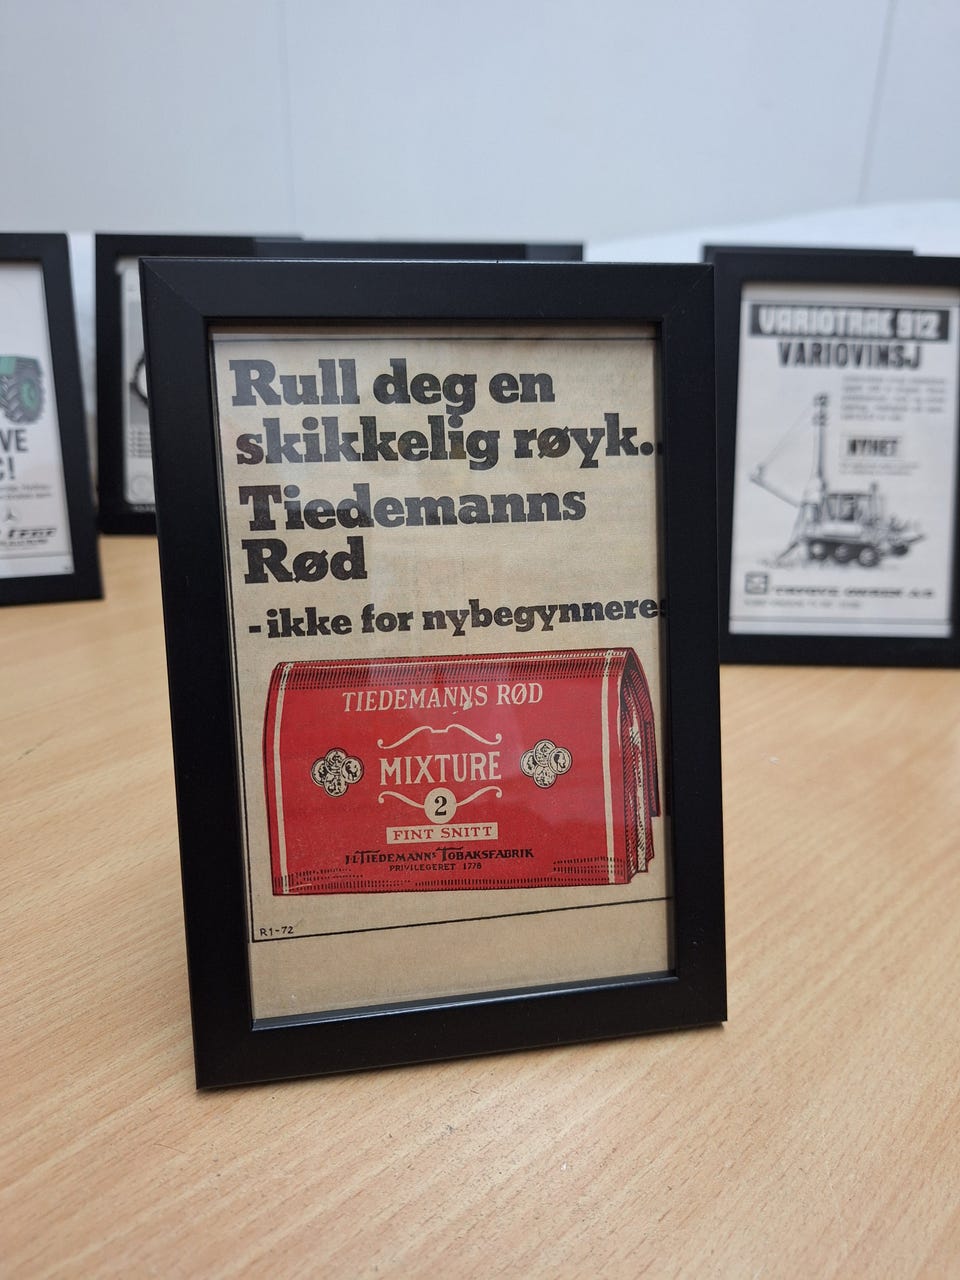 Rull deg en
skikkelig røyk..
Tiedemanns
Rød
-ikke for nybegynnere
TIEDEMANNS RØD
MIXTURE
2
FINT SNITT
J.L. TIEDEMANNS TOBAKSFABRIK
PRIVILEGERET 1778
R1-72
VARIOTRAC 912
VARIOVINSJ
NYHET
VE
!